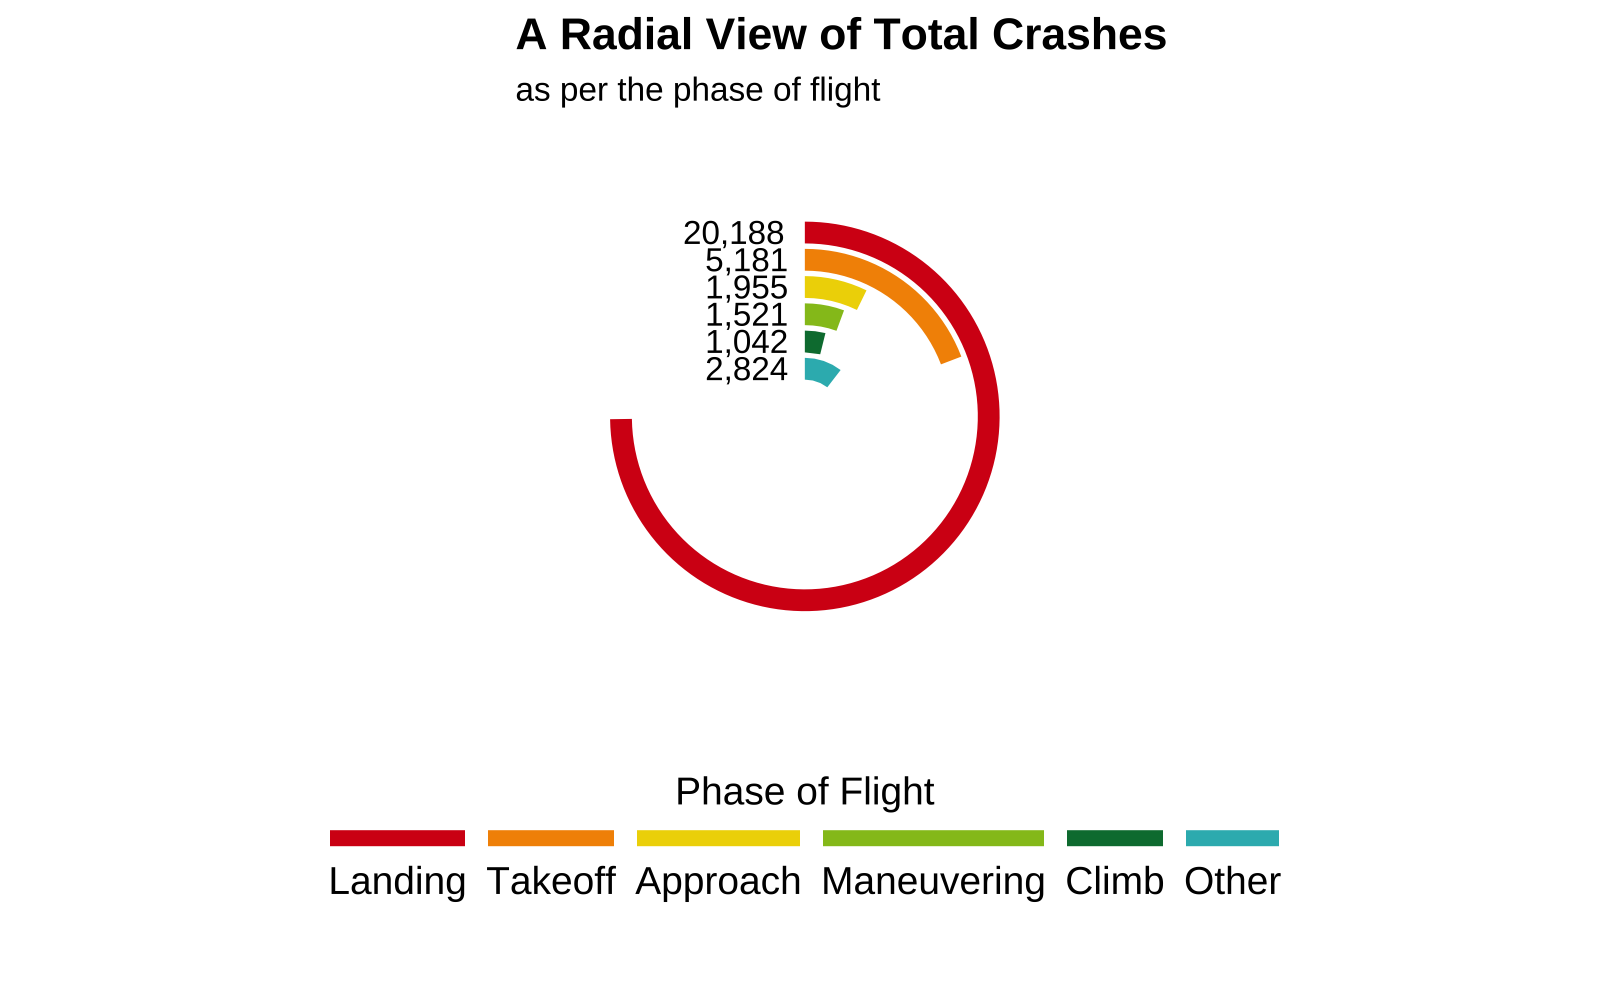 A Radial View of Total Crashes
as per the phase of flight
20,188
5,181
1,955
1,521
1,042
2,824
Phase of Flight
Landing Takeoff Approach Maneuvering Climb Other